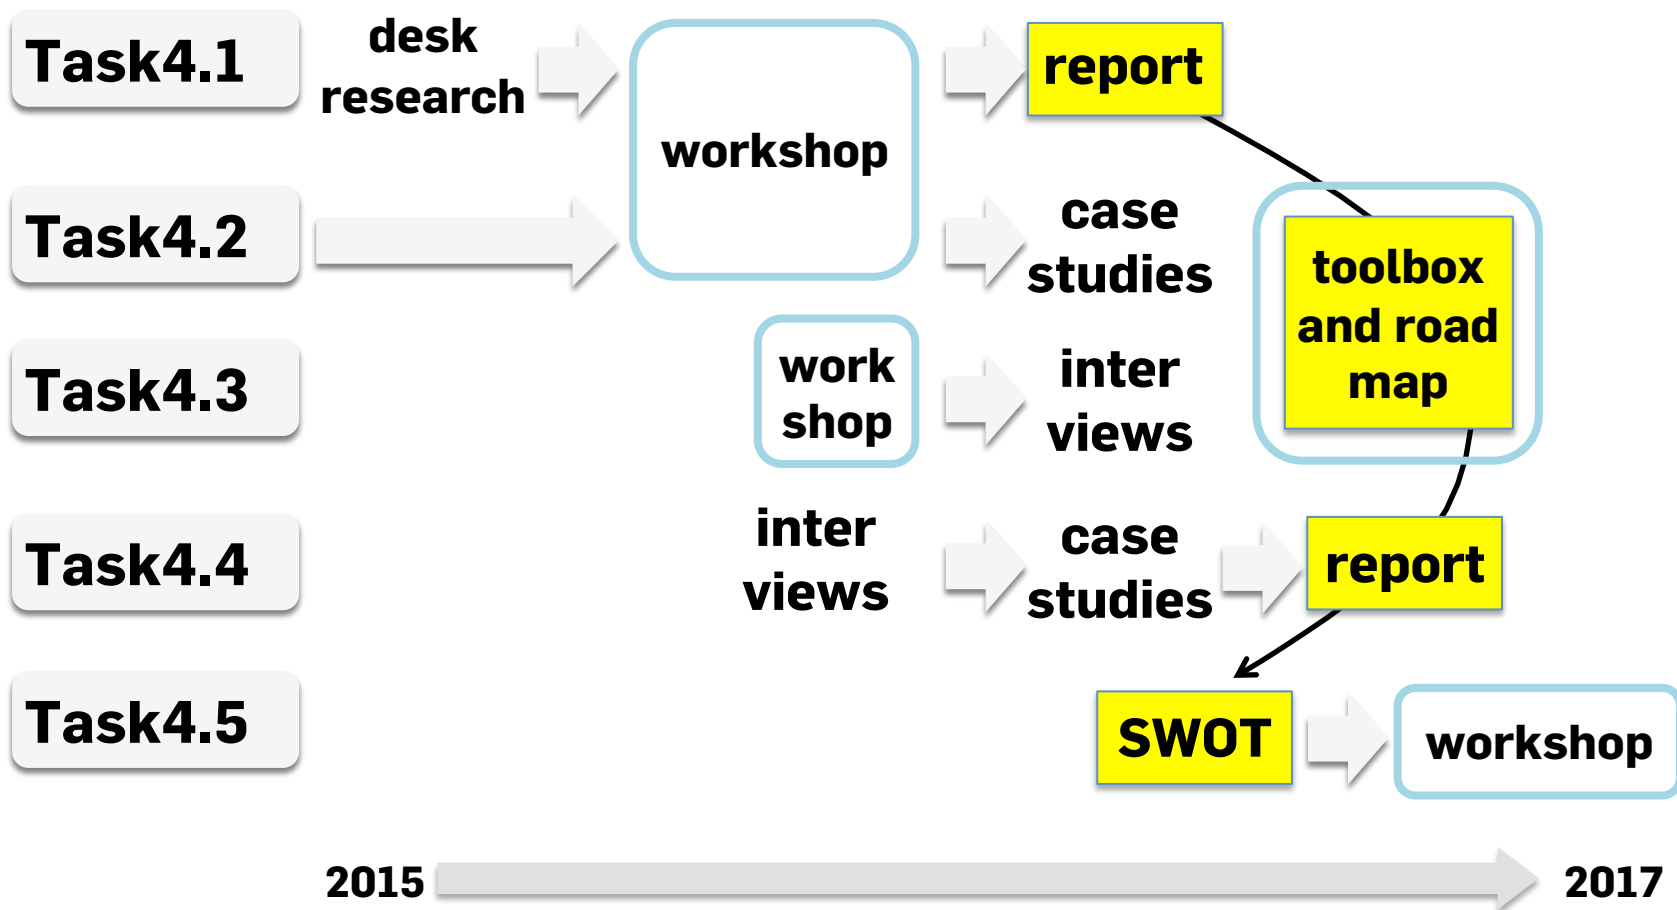 Task4.1
desk
research
workshop
report
Task4.2
case
studies
toolbox
and road
map
Task4.3
work
shop
inter
views
Task4.4
inter
views
case
studies
report
Task4.5
SWOT
workshop
2015
2017